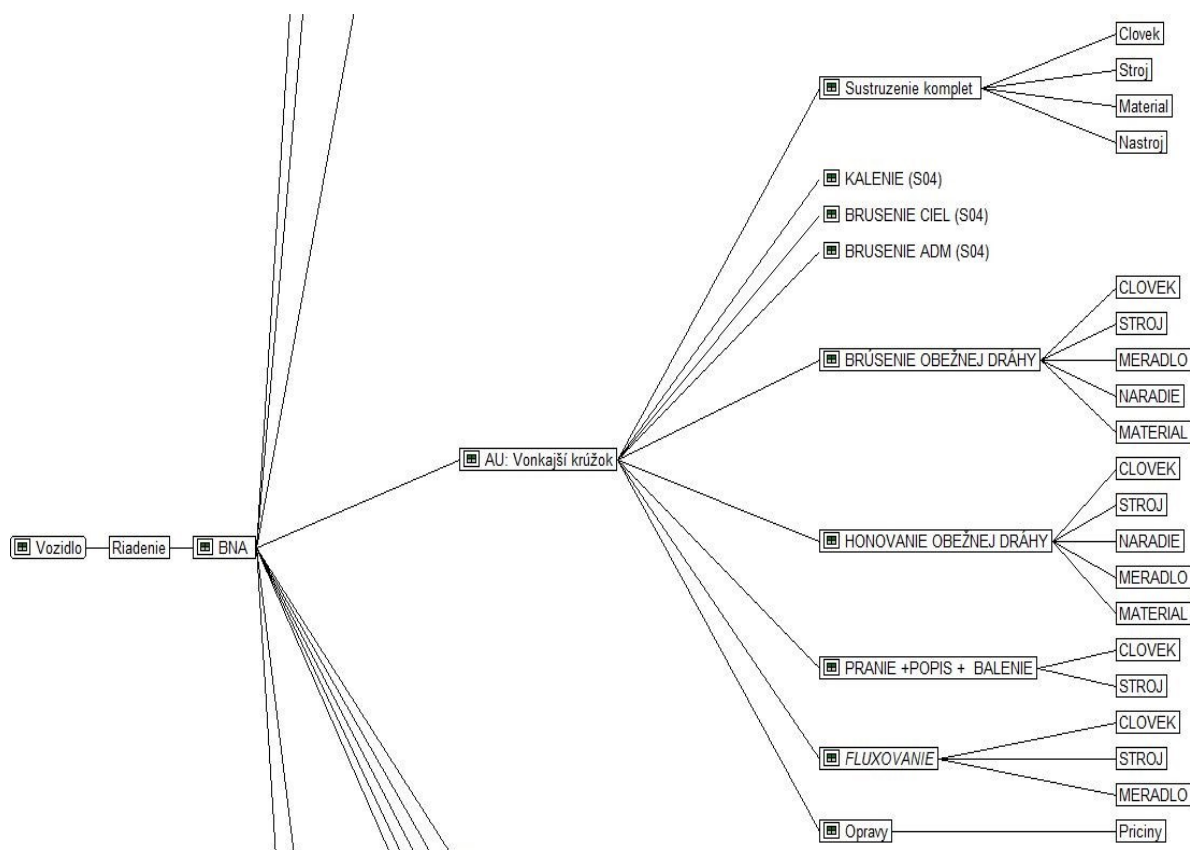 Vozidlo
Riadenie
BNA
AU: Vonkajší krúžok
Sustruzenie komplet
Clovek
Stroj
Material
Nastroj
KALENIE (S04)
BRUSENIE CIEL (S04)
BRUSENIE ADM (S04)
BRÚSENIE OBEŽNEJ DRÁHY
CLOVEK
STROJ
MERADLO
NARADIE
MATERIAL
HONOVANIE OBEŽNEJ DRÁHY
CLOVEK
STROJ
NARADIE
MERADLO
MATERIAL
PRANIE +POPIS + BALENIE
CLOVEK
STROJ
FLUXOVANIE
CLOVEK
STROJ
MERADLO
Opravy
Priciny